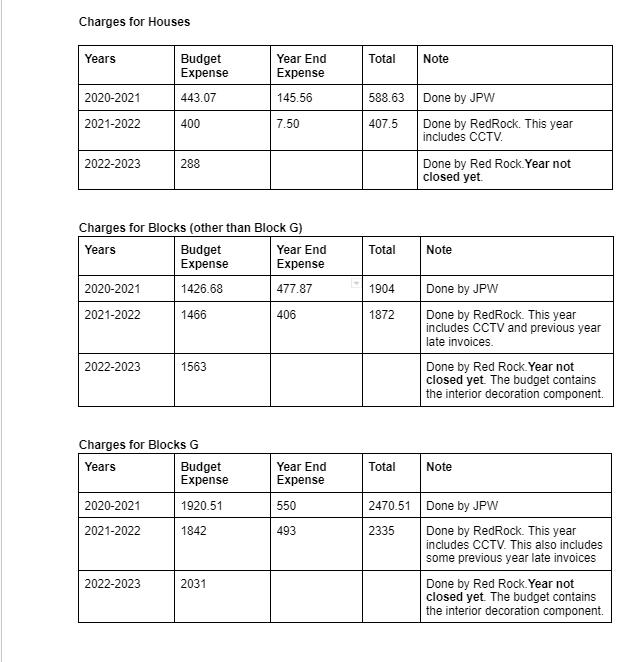 Charges for Houses
Years Budget Expense Year End Expense Total Note
2020-2021 443.07 145.56 588.63 Done by JPW
2021-2022 400 7.50 407.5 Done by RedRock. This year
includes CCTV.
2022-2023 288 Done by Red Rock.Year not
closed yet.
Charges for Blocks (other than Block G)
Years Budget Expense Year End Expense Total Note
2020-2021 1426.68 477.87 1904 Done by JPW
2021-2022 1466 406 1872 Done by RedRock. This year
includes CCTV and previous year
late invoices.
2022-2023 1563 Done by Red Rock.Year not
closed yet. The budget contains
the interior decoration component.
Charges for Blocks G
Years Budget Expense Year End Expense Total Note
2020-2021 1920.51 550 2470.51 Done by JPW
2021-2022 1842 493 2335 Done by RedRock. This year
includes CCTV. This also includes
some previous year late invoices
2022-2023 2031 Done by Red Rock.Year not
closed yet. The budget contains
the interior decoration component.